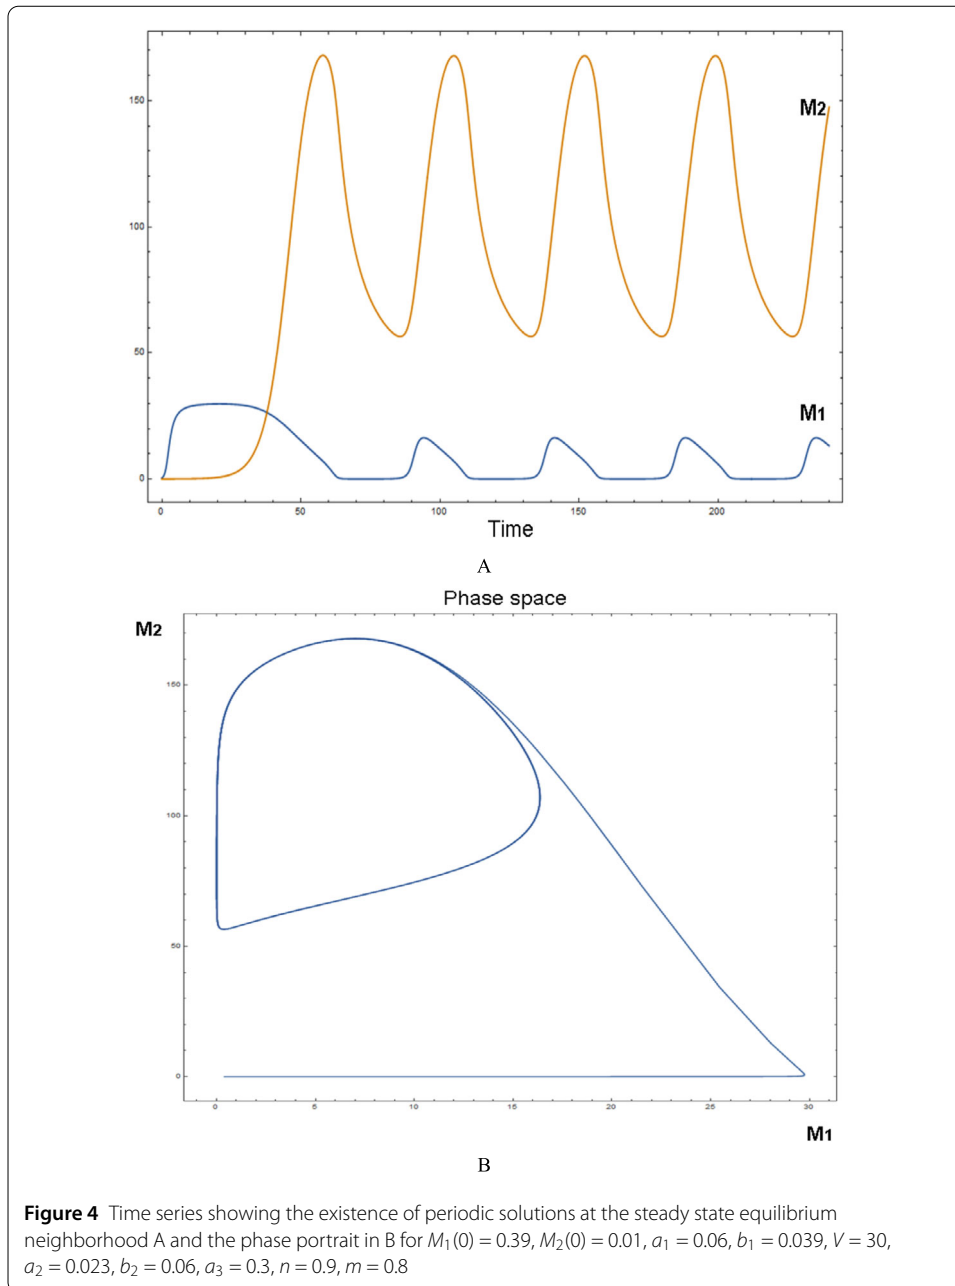 150
M2
100
50
M1
0
0
50
100
150
200
Time
A
Phase space
M2
150
100
50
0
0
5
10
15
20
25
30
M1
B
Figure 4 Time series showing the existence of periodic solutions at the steady state equilibrium
neighborhood A and the phase portrait in B for M₁(0) = 0.39, M₂(0) = 0.01, a₁ = 0.06, b₁ = 0.039, V = 30,
a₂ = 0.023, b₂ = 0.06, a₃ = 0.3, n = 0.9, m = 0.8